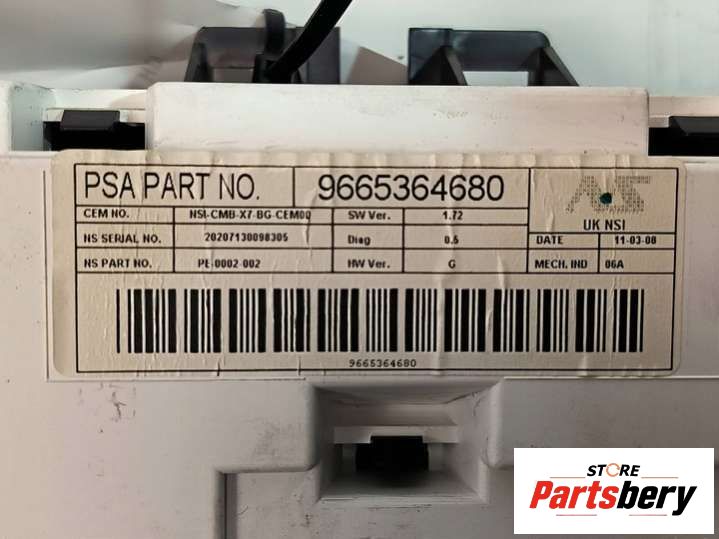 PSA PART NO. 9665364680
CEM NO. NSI-CMB-X7-BG-CEM00 SW Ver. 1.72
UK NSI
NS SERIAL NO. 20207130098305 Diag 0.5 DATE 11-03-08
NS PART NO. PE-0002-002 HW Ver. G MECH. IND 06A
9665364680
STORE
Partsbery